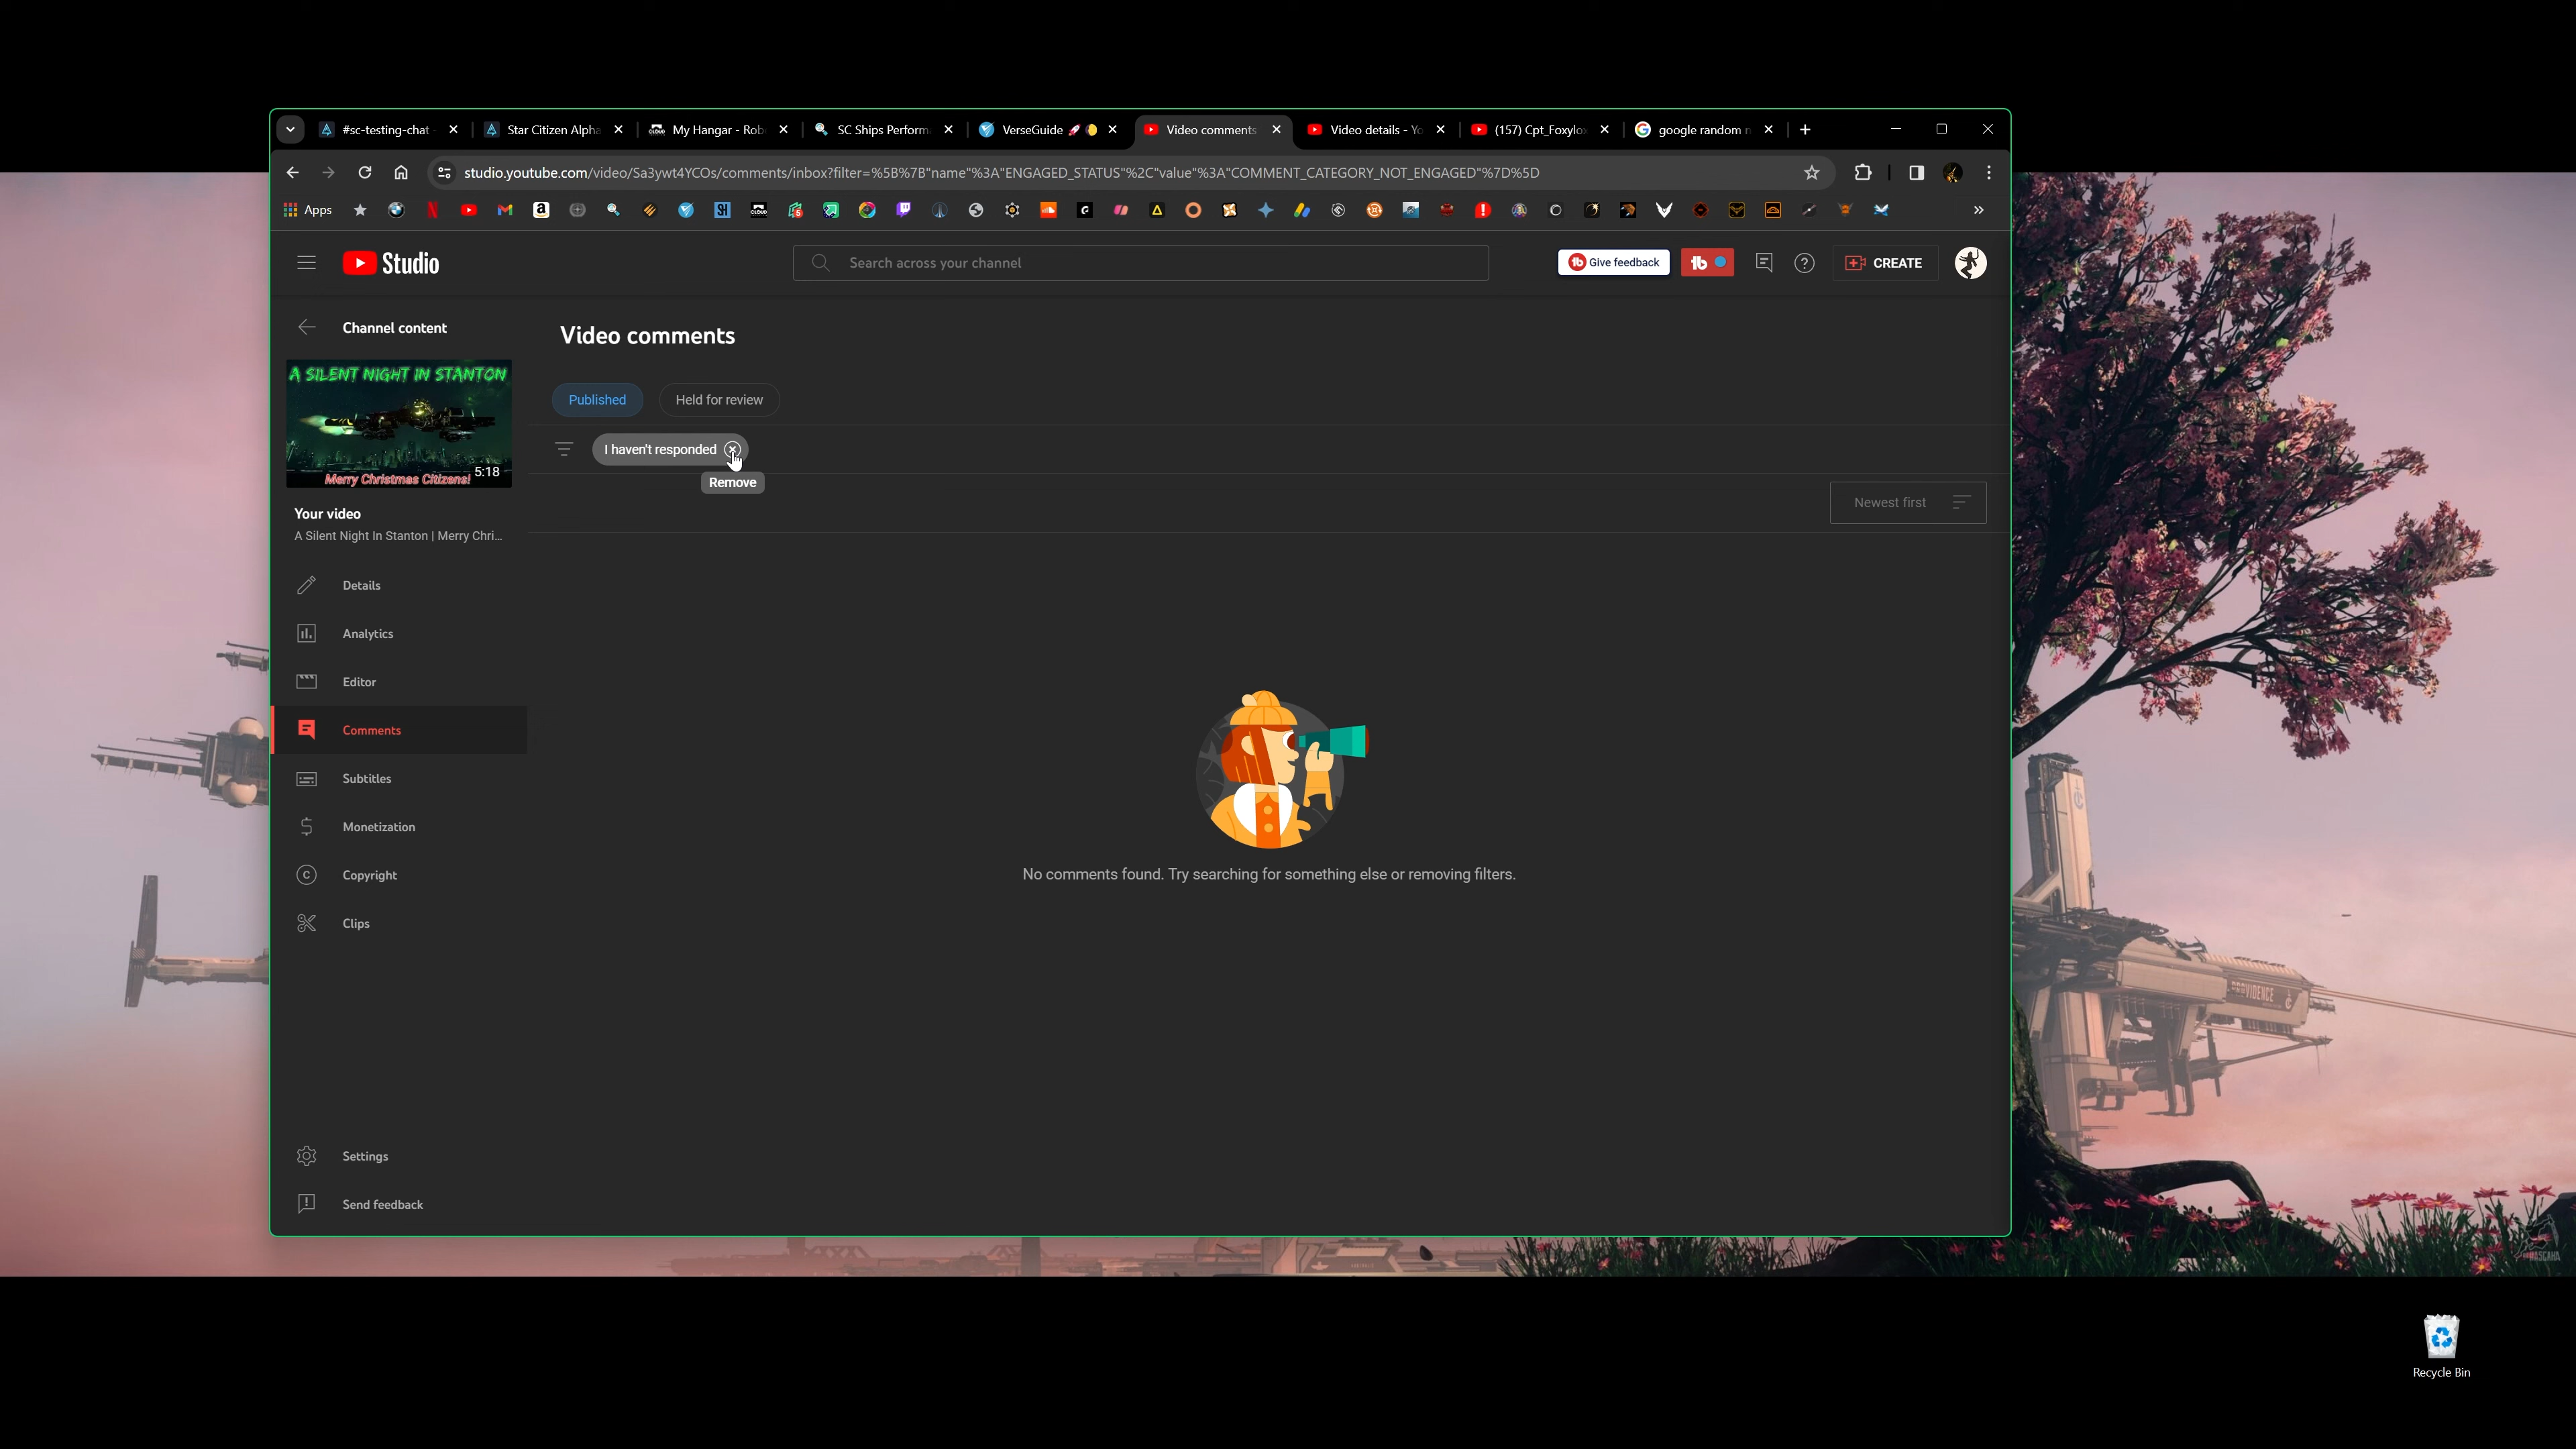 #sc-testing-chat
Star Citizen Alpha
My Hangar - Rob
SC Ships Perform
VerseGuide 🚀
Video comments
Video details - Yo
(157) Cpt_Foxylox
google random n
studio.youtube.com/video/Sa3ywt4YCOs/comments/inbox?filter=%5B%7B"name"%3A"ENGAGED_STATUS"%2C"value"%3A"COMMENT_CATEGORY_NOT_ENGAGED"%7D%5D
Apps
Studio
Search across your channel
Give feedback
CREATE
Channel content
A SILENT NIGHT IN STANTON
5:18
Merry Christmas Citizens!
Your video
A Silent Night In Stanton | Merry Chri...
Details
Analytics
Editor
Comments
Subtitles
Monetization
Copyright
Clips
Settings
Send feedback
Video comments
Published
Held for review
I haven't responded
Remove
Newest first
No comments found. Try searching for something else or removing filters.
PROVIDENCE
Recycle Bin